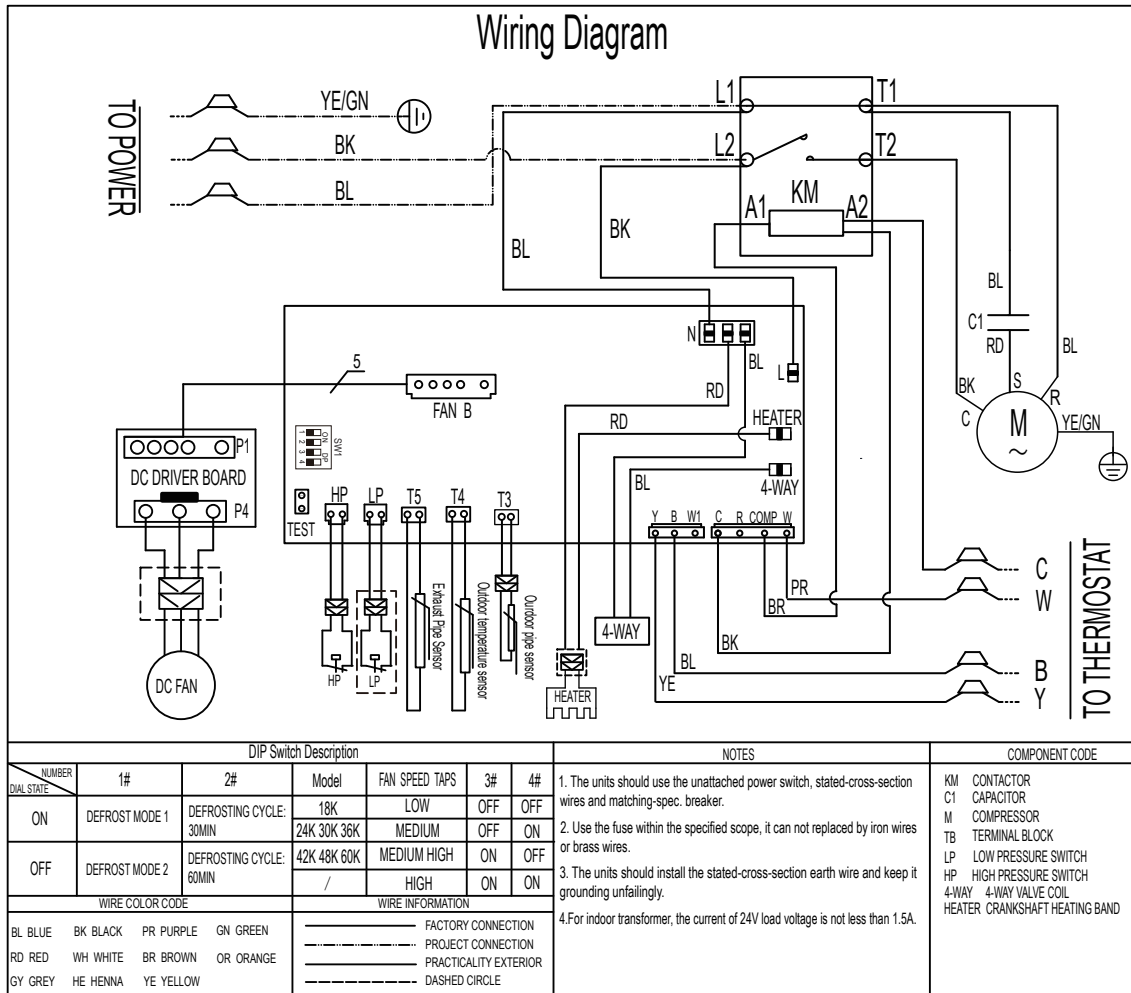 Wiring Diagram
TO POWER
YE/GN
BK
BL
L1
T1
L2
T2
KM
A1
A2
BL
BK
BL
C1
RD
BL
BK
S
R
C
M
~
YE/GN
N
BL
L
RD
RD
HEATER
BL
4-WAY
5
FAN B
P1
DC DRIVER BOARD
P4
ON DP
1 2 3 4
SW1
TEST
HP
LP
T5
T4
T3
Y B W1
C R COMP W
Exhaust Pipe Sensor
Outdoor temperature sensor
Ourdoor pipe sensor
HP
LP
DC FAN
4-WAY
HEATER
PR
BR
BK
BL
YE
C
W
B
Y
TO THERMOSTAT
DIP Switch Description
NUMBER
DIAL STATE
1# 2# Model FAN SPEED TAPS 3# 4#
ON DEFROST MODE 1 DEFROSTING CYCLE: 30MIN
18K LOW OFF OFF
24K 30K 36K MEDIUM OFF ON
OFF DEFROST MODE 2 DEFROSTING CYCLE: 60MIN
42K 48K 60K MEDIUM HIGH ON OFF
/ HIGH ON ON
WIRE COLOR CODE
BL BLUE BK BLACK PR PURPLE GN GREEN
RD RED WH WHITE BR BROWN OR ORANGE
GY GREY HE HENNA YE YELLOW
WIRE INFORMATION
FACTORY CONNECTION
PROJECT CONNECTION
PRACTICALITY EXTERIOR
DASHED CIRCLE
NOTES
1. The units should use the unattached power switch, stated-cross-section
wires and matching-spec. breaker.
2. Use the fuse within the specified scope, it can not replaced by iron wires
or brass wires.
3. The units should install the stated-cross-section earth wire and keep it
grounding unfailingly.
4.For indoor transformer, the current of 24V load voltage is not less than 1.5A.
COMPONENT CODE
KM CONTACTOR
C1 CAPACITOR
M COMPRESSOR
TB TERMINAL BLOCK
LP LOW PRESSURE SWITCH
HP HIGH PRESSURE SWITCH
4-WAY 4-WAY VALVE COIL
HEATER CRANKSHAFT HEATING BAND